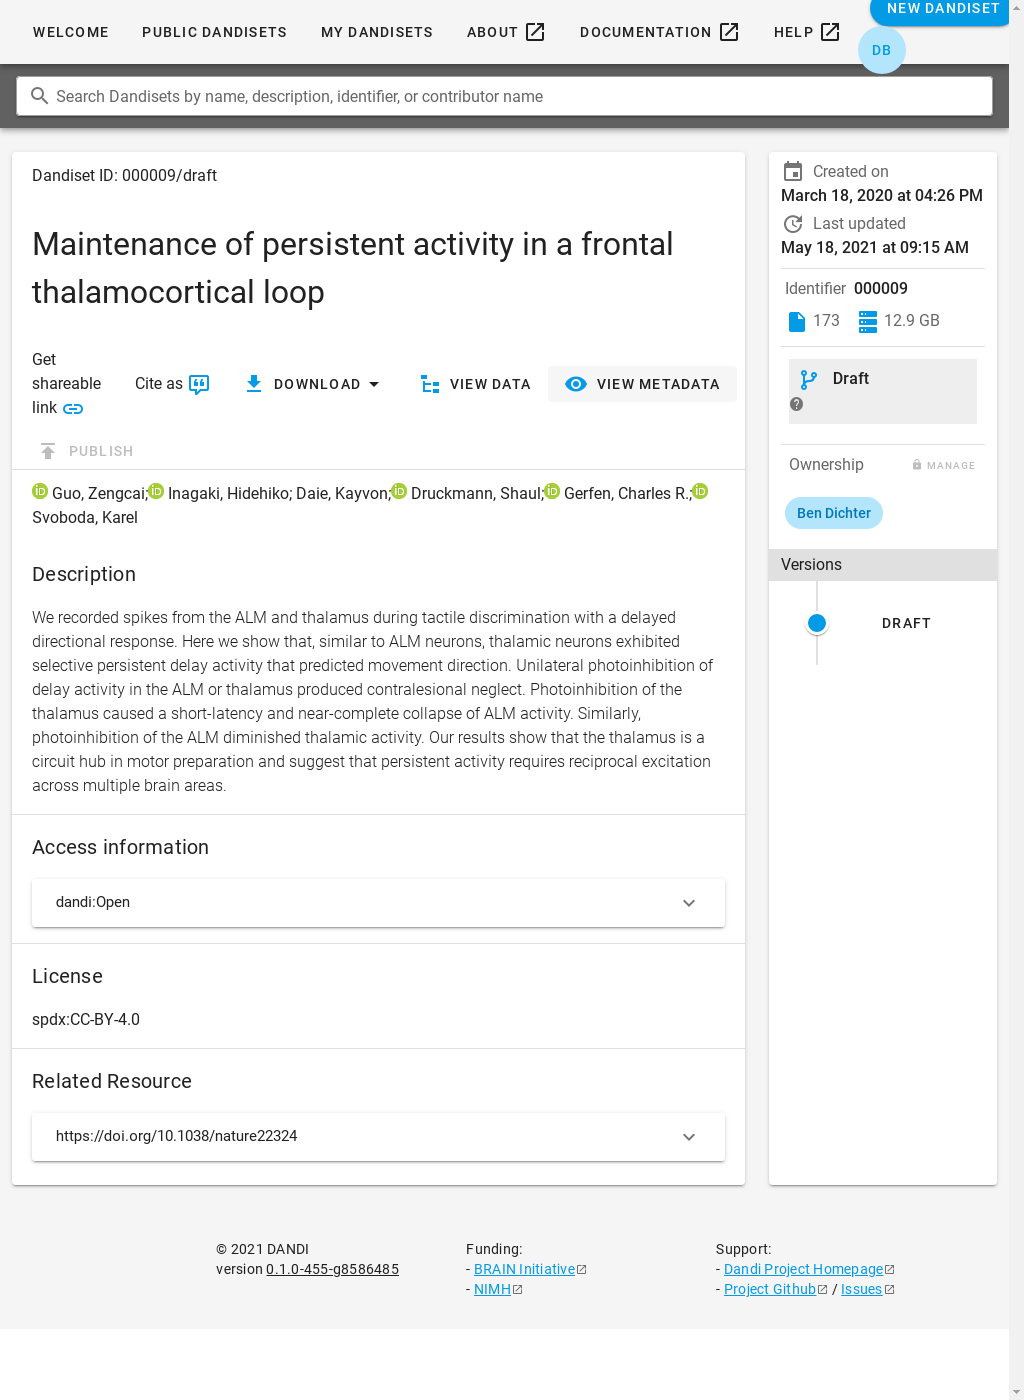 NEW DANDISET
WELCOME PUBLIC DANDISETS MY DANDISETS ABOUT DOCUMENTATION HELP
DB
Search Dandisets by name, description, identifier, or contributor name
Dandiset ID: 000009/draft
Maintenance of persistent activity in a frontal
thalamocortical loop
Get
shareable
link
Cite as
DOWNLOAD
VIEW DATA
VIEW METADATA
PUBLISH
iD Guo, Zengcai; iD Inagaki, Hidehiko; Daie, Kayvon; iD Druckmann, Shaul; iD Gerfen, Charles R.; iD
Svoboda, Karel
Description
We recorded spikes from the ALM and thalamus during tactile discrimination with a delayed
directional response. Here we show that, similar to ALM neurons, thalamic neurons exhibited
selective persistent delay activity that predicted movement direction. Unilateral photoinhibition of
delay activity in the ALM or thalamus produced contralesional neglect. Photoinhibition of the
thalamus caused a short-latency and near-complete collapse of ALM activity. Similarly,
photoinhibition of the ALM diminished thalamic activity. Our results show that the thalamus is a
circuit hub in motor preparation and suggest that persistent activity requires reciprocal excitation
across multiple brain areas.
Access information
dandi:Open
License
spdx:CC-BY-4.0
Related Resource
https://doi.org/10.1038/nature22324
Created on
March 18, 2020 at 04:26 PM
Last updated
May 18, 2021 at 09:15 AM
Identifier 000009
173 12.9 GB
Draft
?
Ownership MANAGE
Ben Dichter
Versions
DRAFT
© 2021 DANDI
version 0.1.0-455-g8586485
Funding:
- BRAIN Initiative
- NIMH
Support:
- Dandi Project Homepage
- Project Github / Issues